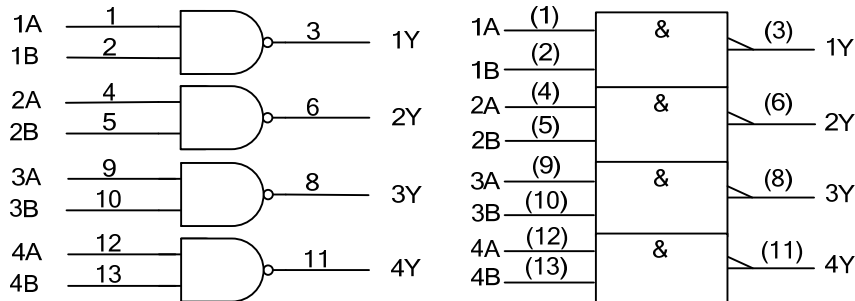 1A 1 3 1Y
1B 2
2A 4 6 2Y
2B 5
3A 9 8 3Y
3B 10
4A 12 11 4Y
4B 13
1A (1) & (3) 1Y
1B (2)
2A (4) & (6) 2Y
2B (5)
3A (9) & (8) 3Y
3B (10)
4A (12) & (11) 4Y
4B (13)